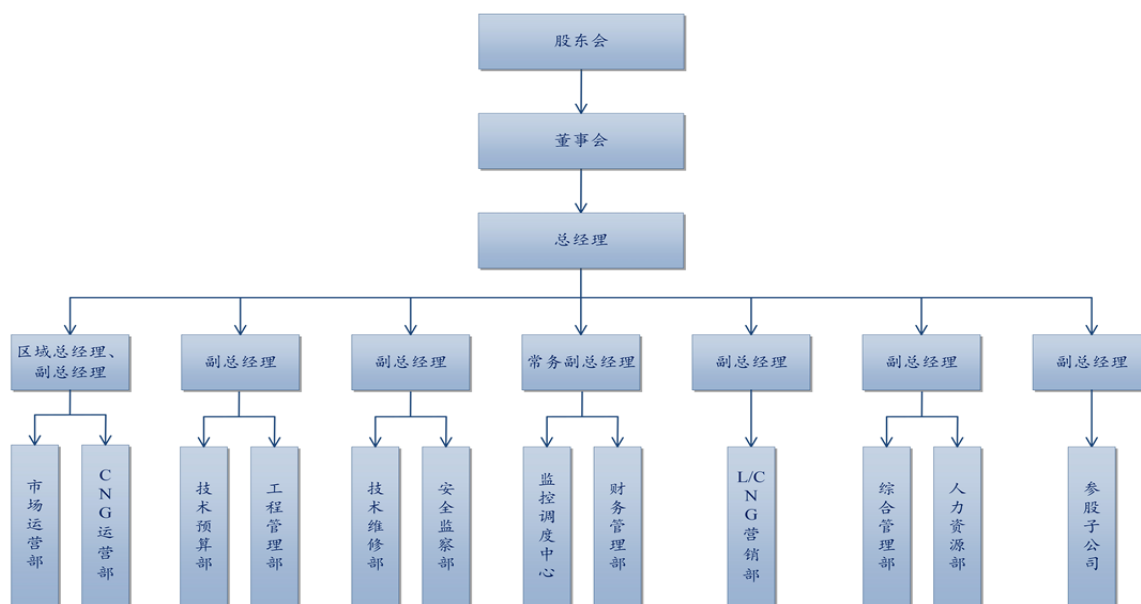 股东会
董事会
总经理
区域总经理、
副总经理
副总经理
副总经理
常务副总经理
副总经理
副总经理
副总经理
市场运营部
CNG运营部
技术预算部
工程管理部
技术维修部
安全监察部
监控调度中心
财务管理部
L/CNG营销部
综合管理部
人力资源部
参股子公司